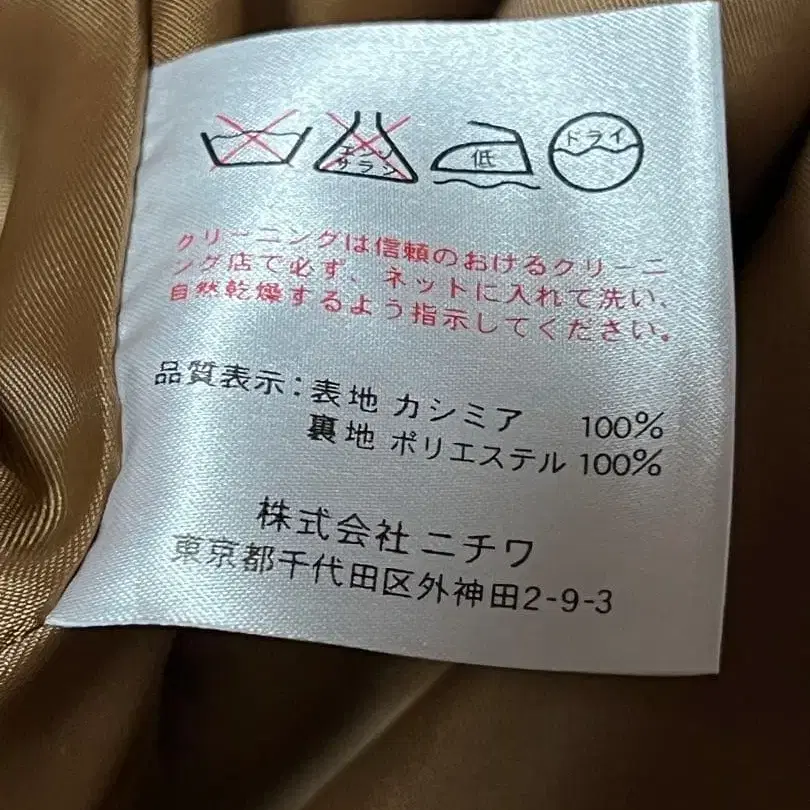 エンソ
サラシ
低
ドライ
クリーニングは信頼のおけるクリーニ
ング店で必ず、ネットに入れて洗い、
自然乾燥するよう指示してください。
品質表示：表地 カシミア 100%
裏地 ポリエステル 100%
株式会社 ニチワ
東京都千代田区外神田2-9-3